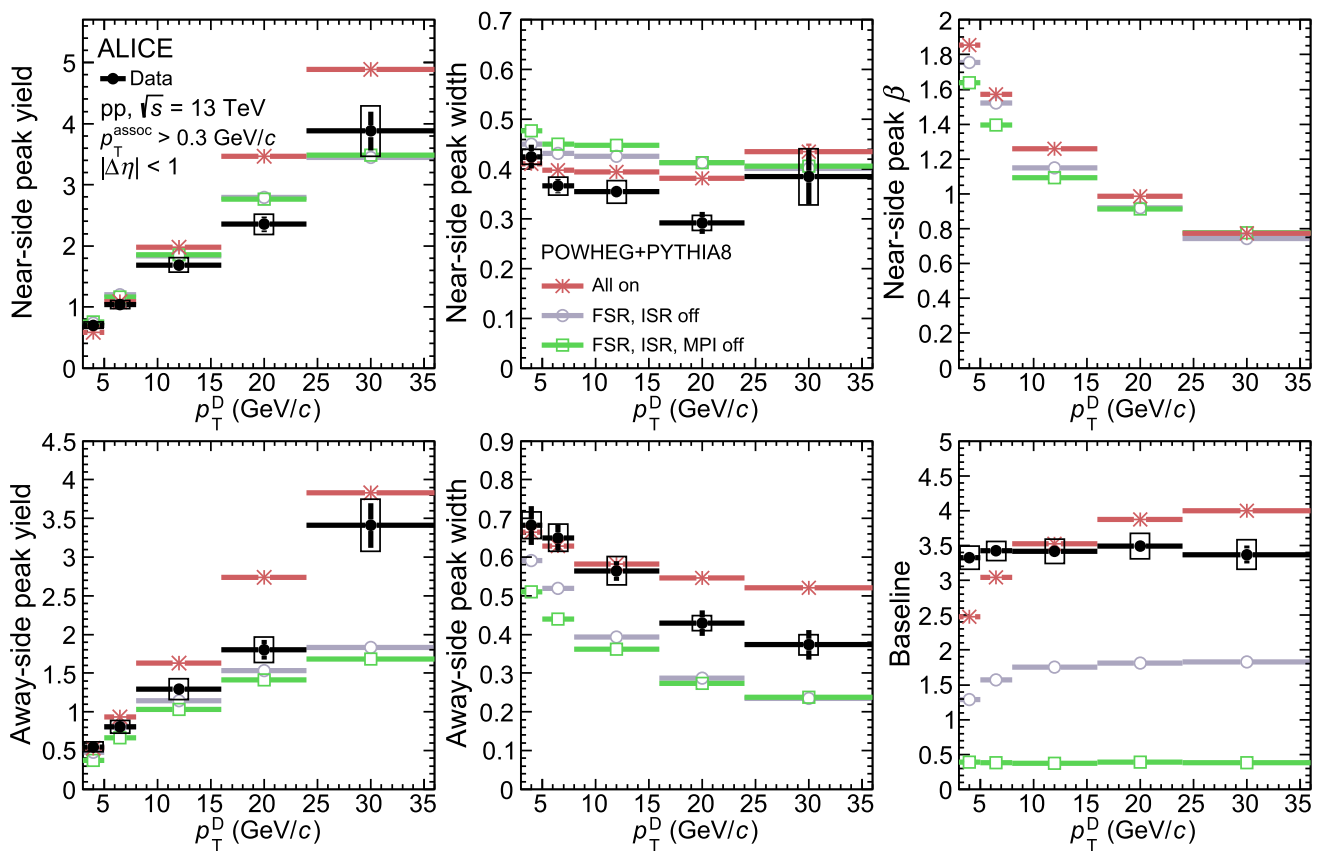 Near-side peak yield
5
4
3
2
1
0
ALICE
Data
pp, √s = 13 TeV
p_T^assoc > 0.3 GeV/c
|Δη| < 1
5 10 15 20 25 30 35
p_T^D (GeV/c)
Near-side peak width
0.7
0.6
0.5
0.4
0.3
0.2
0.1
0
POWHEG+PYTHIA8
All on
FSR, ISR off
FSR, ISR, MPI off
5 10 15 20 25 30 35
p_T^D (GeV/c)
Near-side peak β
1.8
1.6
1.4
1.2
1
0.8
0.6
0.4
0.2
0
5 10 15 20 25 30 35
p_T^D (GeV/c)
Away-side peak yield
4.5
4
3.5
3
2.5
2
1.5
1
0.5
0
5 10 15 20 25 30 35
p_T^D (GeV/c)
Away-side peak width
0.9
0.8
0.7
0.6
0.5
0.4
0.3
0.2
0.1
0
5 10 15 20 25 30 35
p_T^D (GeV/c)
Baseline
5
4.5
4
3.5
3
2.5
2
1.5
1
0.5
0
5 10 15 20 25 30 35
p_T^D (GeV/c)